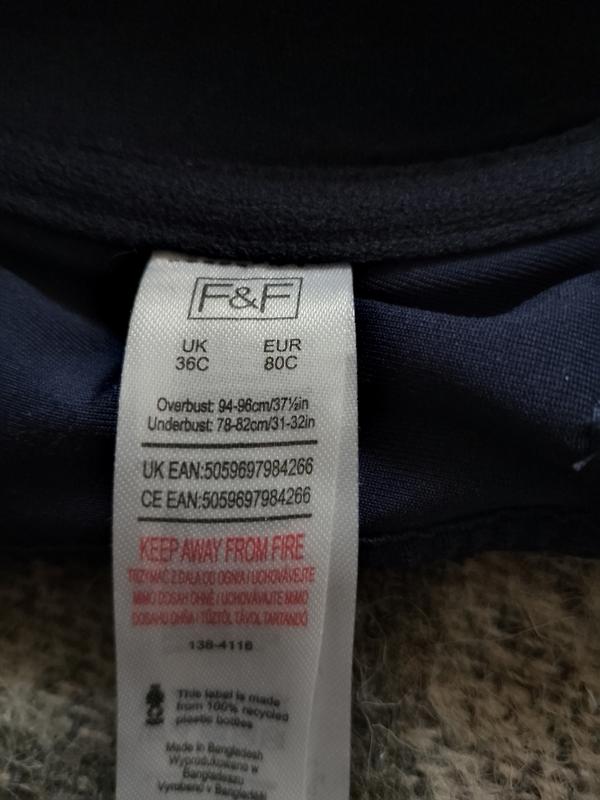 F&F
UK EUR
36C 80C
Overbust: 94-96cm/37½in
Underbust: 78-82cm/31-32in
UK EAN:5059697984266
CE EAN:5059697984266
KEEP AWAY FROM FIRE
TRZYMAĆ Z DALA OD OGNIA / UCHOVÁVEJTE
MIMO DOSAH OHNĚ / UCHOVÁVAJTE MIMO
DOSAHU OHŇA / TŰZTŐL TÁVOL TARTANDÓ
138-4116
This label is made
from 100% recycled
plastic bottles
Made in Bangladesh
Wyprodukowano w
Bangladeszu
Vyrobeno v Bangladéši